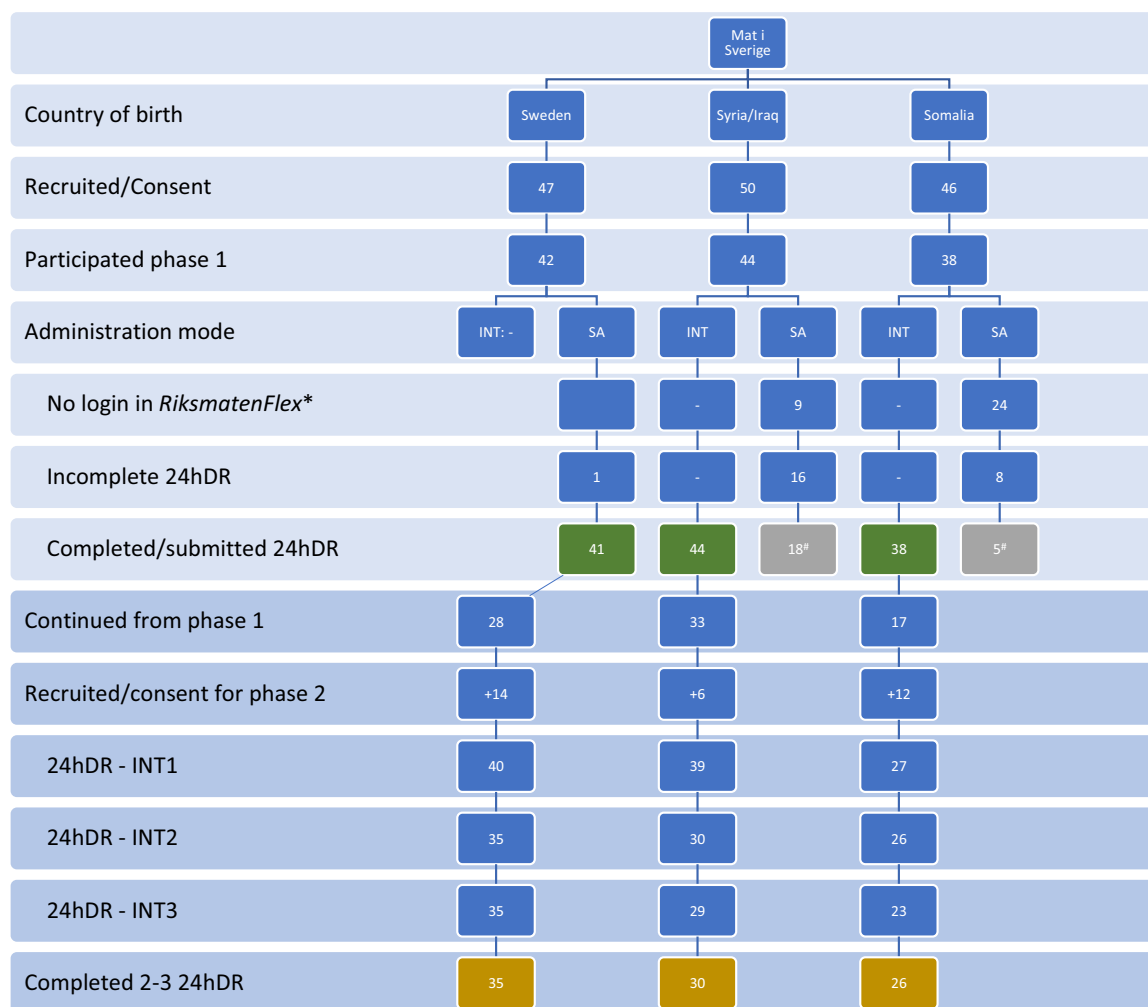 Mat i
Sverige
Country of birth
Sweden
Syria/Iraq
Somalia
Recruited/Consent
47
50
46
Participated phase 1
42
44
38
Administration mode
INT: -
SA
INT
SA
INT
SA
No login in RiksmatenFlex*
-
9
-
24
Incomplete 24hDR
1
-
16
-
8
Completed/submitted 24hDR
41
44
18#
38
5#
Continued from phase 1
28
33
17
Recruited/consent for phase 2
+14
+6
+12
24hDR - INT1
40
39
27
24hDR - INT2
35
30
26
24hDR - INT3
35
29
23
Completed 2-3 24hDR
35
30
26